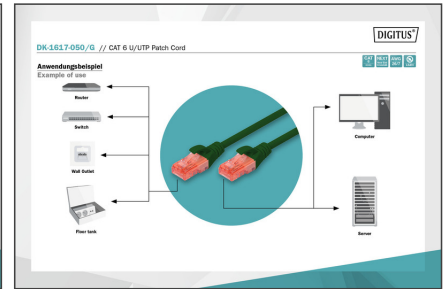 DIGITUS®
DK-1617-050/G // CAT 6 U/UTP Patch Cord
Anwendungsbeispiel
Example of use
Router
Switch
Wall Outlet
Floor tank
Computer
Server